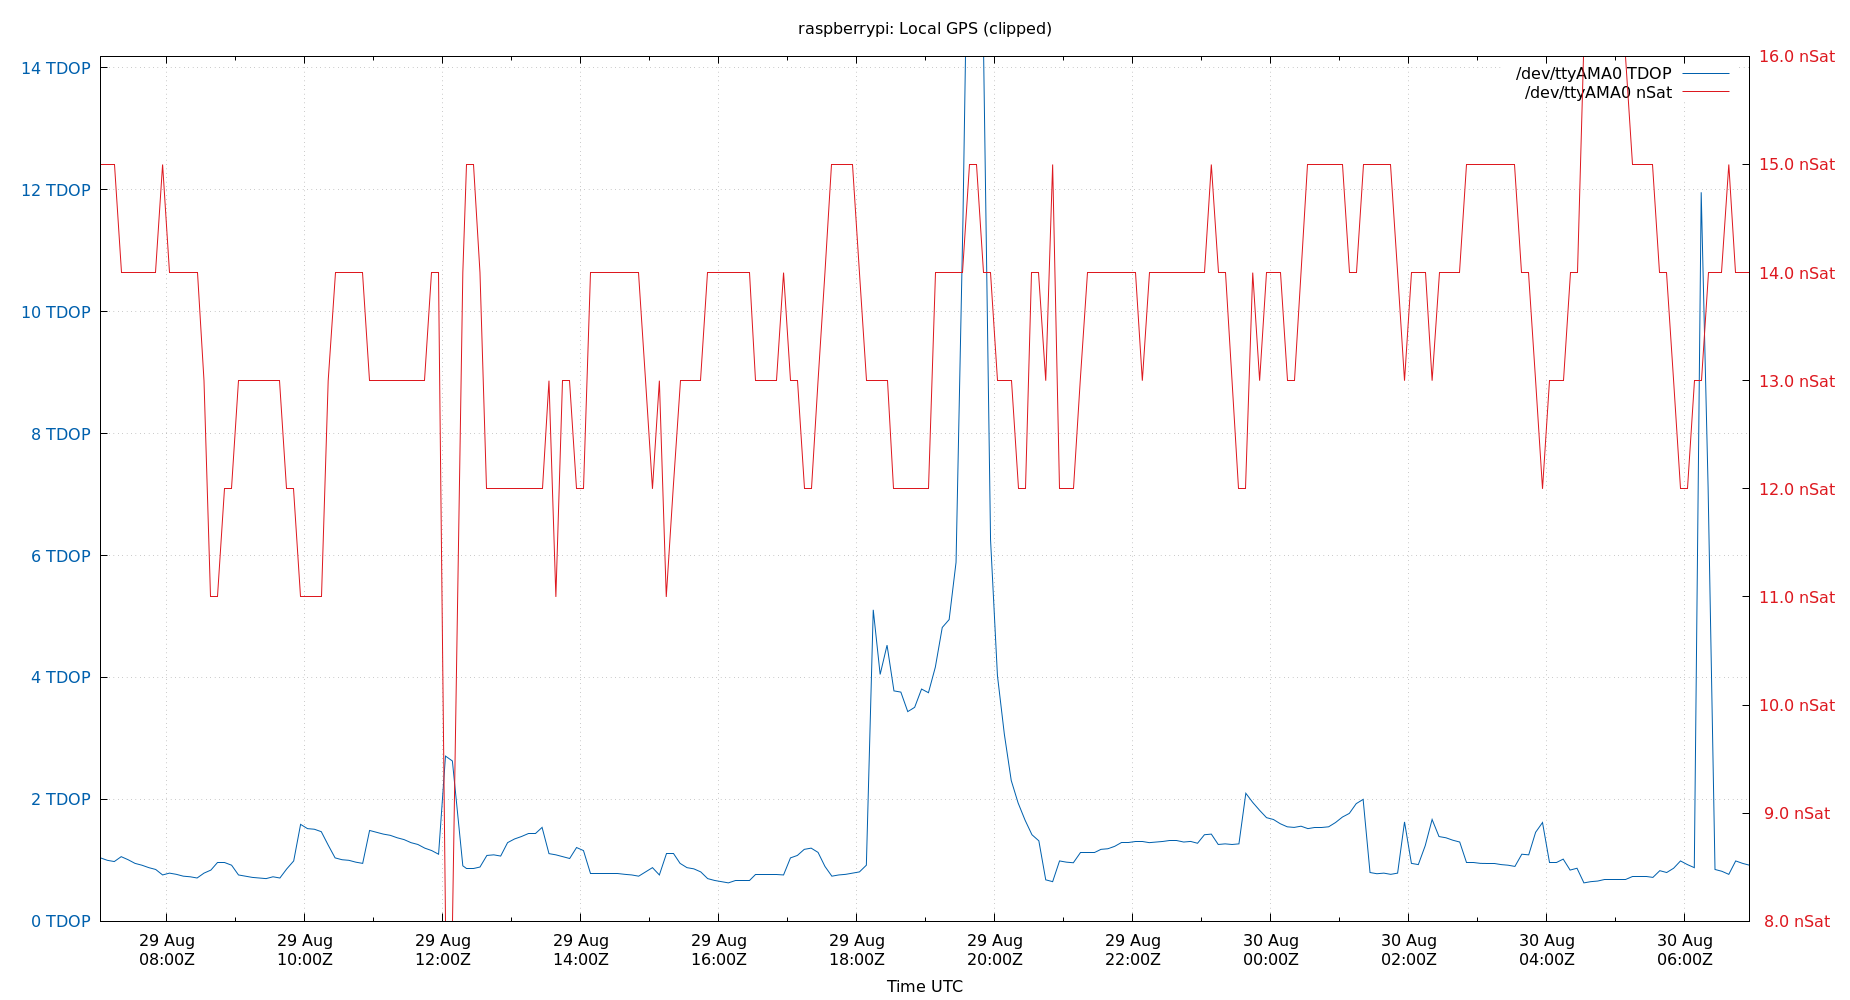 raspberrypi: Local GPS (clipped)
14 TDOP
12 TDOP
10 TDOP
8 TDOP
6 TDOP
4 TDOP
2 TDOP
0 TDOP
16.0 nSat
15.0 nSat
14.0 nSat
13.0 nSat
12.0 nSat
11.0 nSat
10.0 nSat
9.0 nSat
8.0 nSat
/dev/ttyAMA0 TDOP
/dev/ttyAMA0 nSat
29 Aug 29 Aug 29 Aug 29 Aug 29 Aug 29 Aug 29 Aug 29 Aug 30 Aug 30 Aug 30 Aug 30 Aug
08:00Z 10:00Z 12:00Z 14:00Z 16:00Z 18:00Z 20:00Z 22:00Z 00:00Z 02:00Z 04:00Z 06:00Z
Time UTC